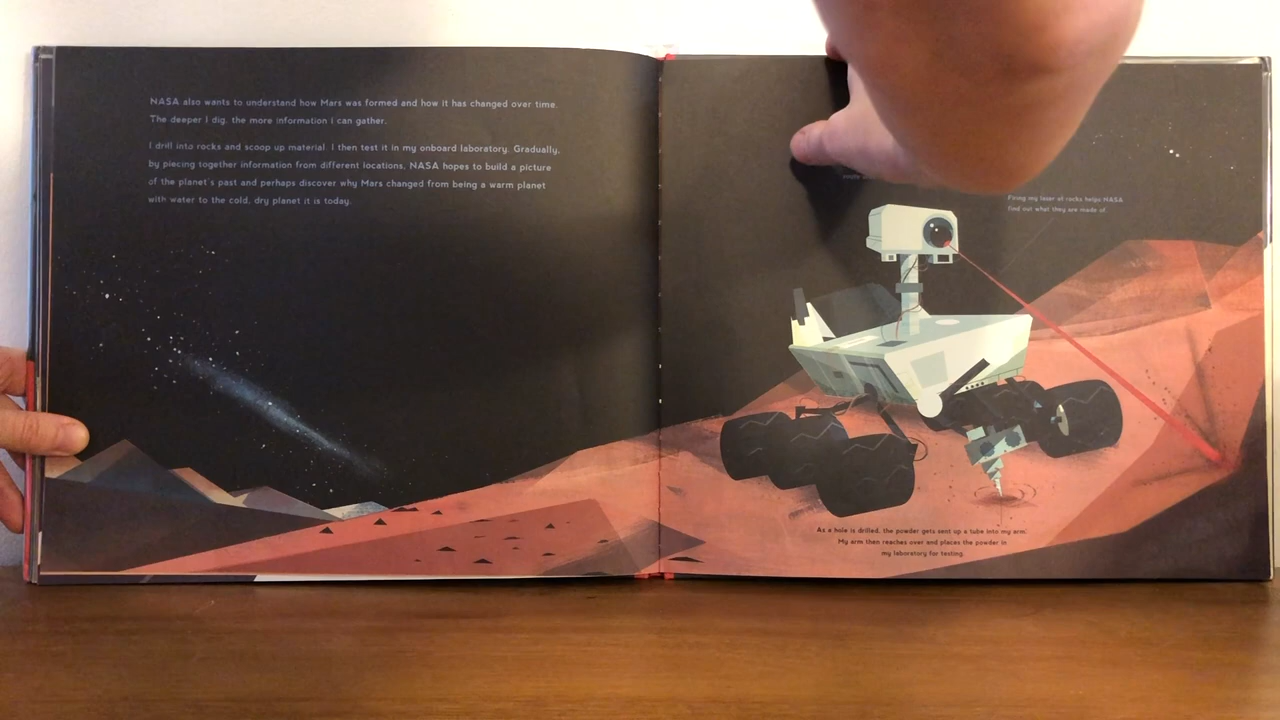 NASA also wants to understand how Mars was formed and how it has changed over time.
The deeper I dig, the more information I can gather.
I drill into rocks and scoop up material. I then test it in my onboard laboratory. Gradually,
by piecing together information from different locations, NASA hopes to build a picture
of the planet's past and perhaps discover why Mars changed from being a warm planet
with water to the cold, dry planet it is today.
Firing my laser at rocks helps NASA
find out what they are made of.
As a hole is drilled, the powder gets sent up a tube into my arm.
My arm then reaches over and places the powder in
my laboratory for testing.